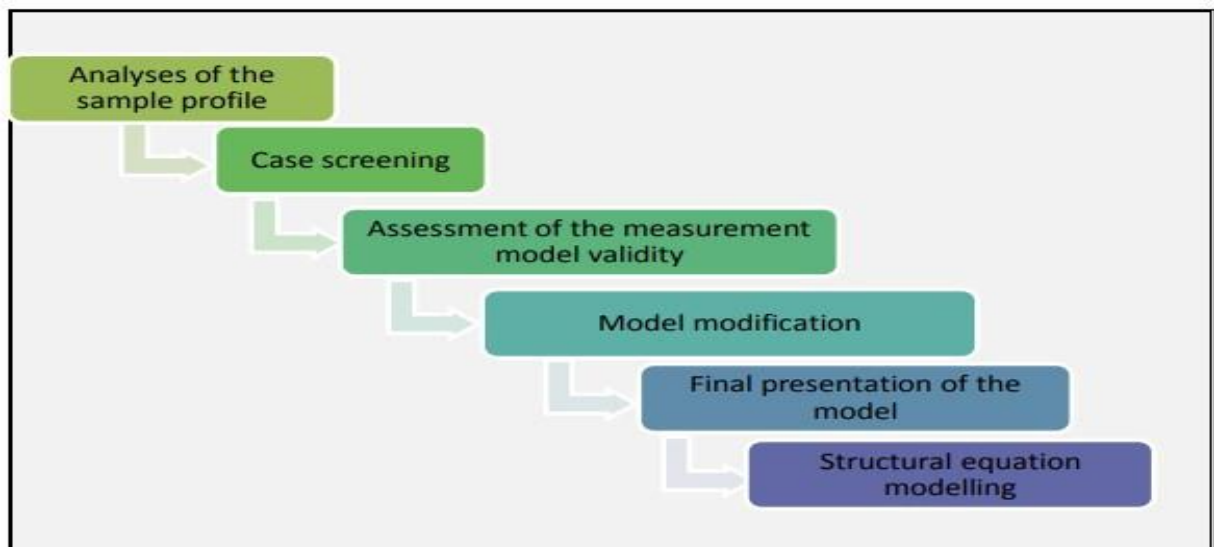 Analyses of the
sample profile
Case screening
Assessment of the measurement
model validity
Model modification
Final presentation of the
model
Structural equation
modelling